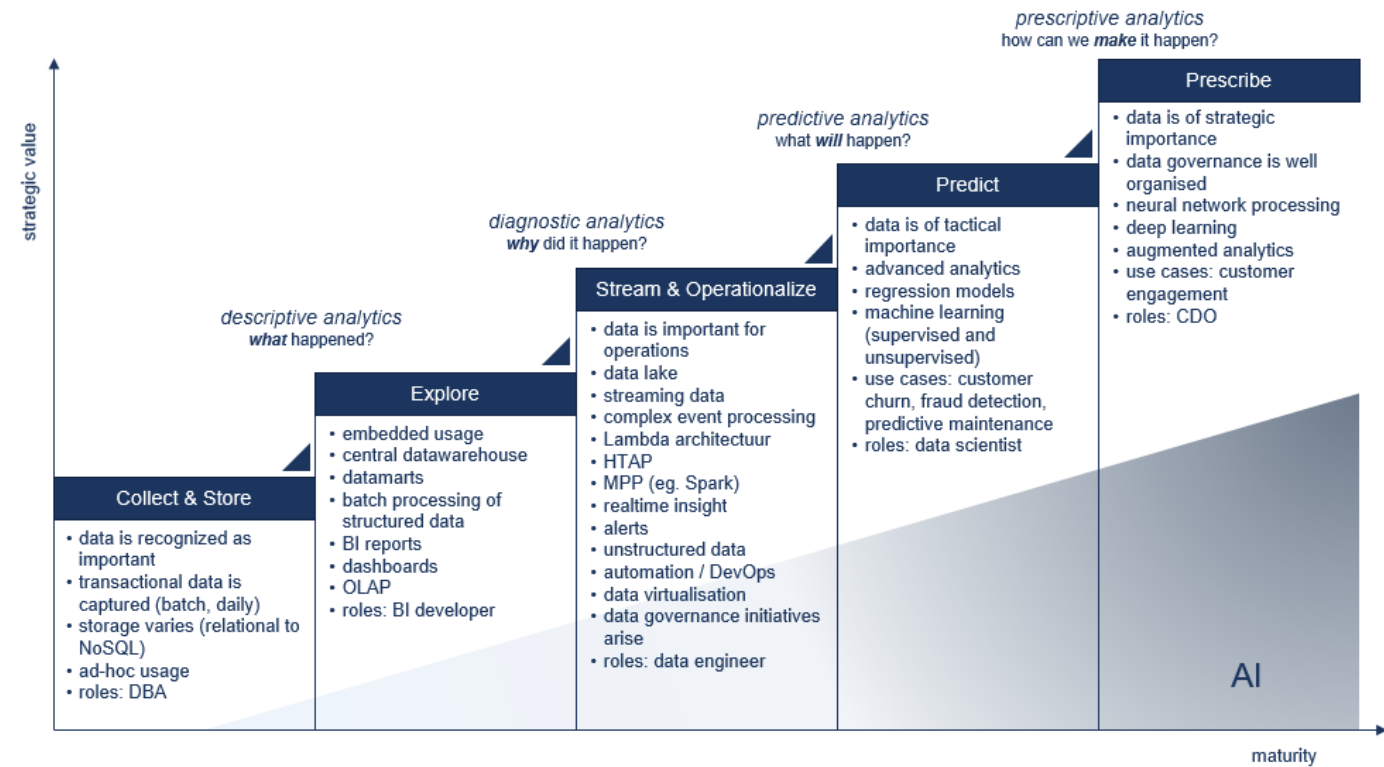 prescriptive analytics
how can we make it happen?
Prescribe
• data is of strategic
importance
• data governance is well
organised
• neural network processing
• deep learning
• augmented analytics
• use cases: customer
engagement
• roles: CDO
predictive analytics
what will happen?
Predict
• data is of tactical
importance
• advanced analytics
• regression models
• machine learning
(supervised and
unsupervised)
• use cases: customer
churn, fraud detection,
predictive maintenance
• roles: data scientist
diagnostic analytics
why did it happen?
Stream & Operationalize
• data is important for
operations
• data lake
• streaming data
• complex event processing
• Lambda architectuur
• HTAP
• MPP (eg. Spark)
• realtime insight
• alerts
• unstructured data
• automation / DevOps
• data virtualisation
• data governance initiatives
arise
• roles: data engineer
descriptive analytics
what happened?
Explore
• embedded usage
• central datawarehouse
• datamarts
• batch processing of
structured data
• BI reports
• dashboards
• OLAP
• roles: BI developer
Collect & Store
• data is recognized as
important
• transactional data is
captured (batch, daily)
• storage varies (relational to
NoSQL)
• ad-hoc usage
• roles: DBA
strategic value
AI
maturity